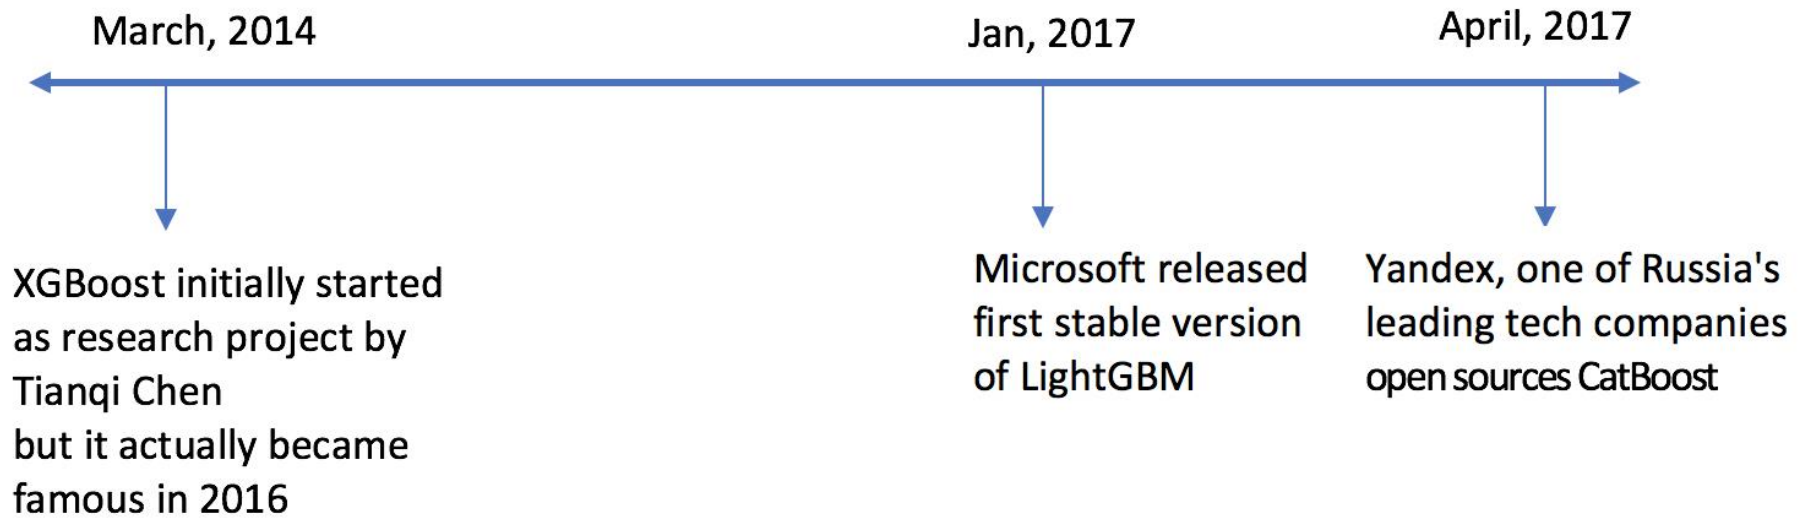 March, 2014
Jan, 2017
April, 2017
XGBoost initially started
as research project by
Tianqi Chen
but it actually became
famous in 2016
Microsoft released
first stable version
of LightGBM
Yandex, one of Russia's
leading tech companies
open sources CatBoost